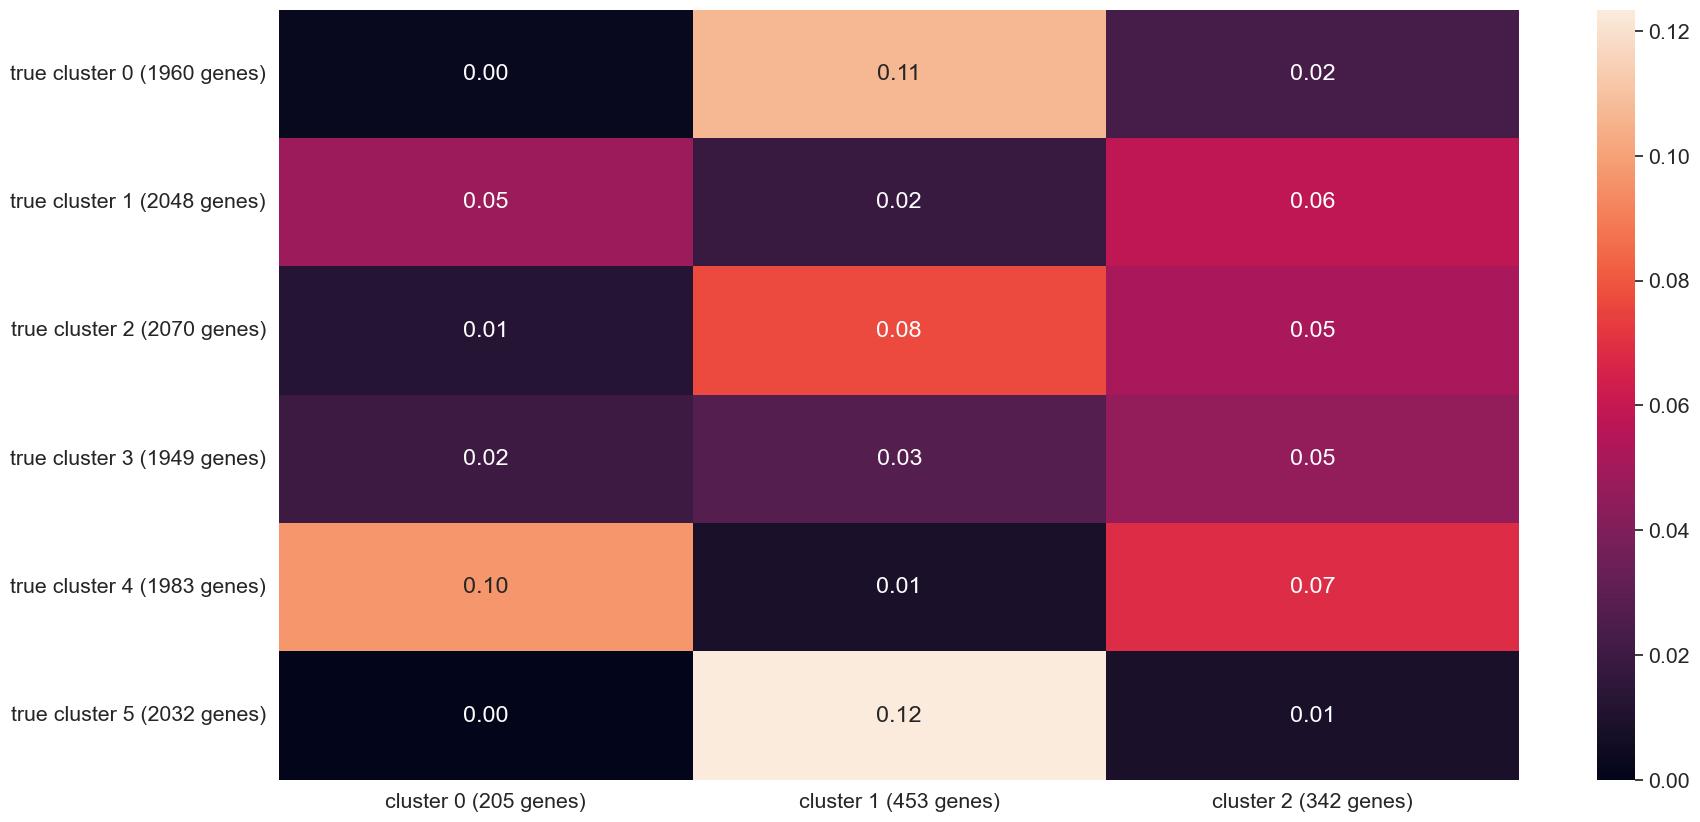 true cluster 0 (1960 genes) 0.00 0.11 0.02
true cluster 1 (2048 genes) 0.05 0.02 0.06
true cluster 2 (2070 genes) 0.01 0.08 0.05
true cluster 3 (1949 genes) 0.02 0.03 0.05
true cluster 4 (1983 genes) 0.10 0.01 0.07
true cluster 5 (2032 genes) 0.00 0.12 0.01
cluster 0 (205 genes) cluster 1 (453 genes) cluster 2 (342 genes)
0.12
0.10
0.08
0.06
0.04
0.02
0.00